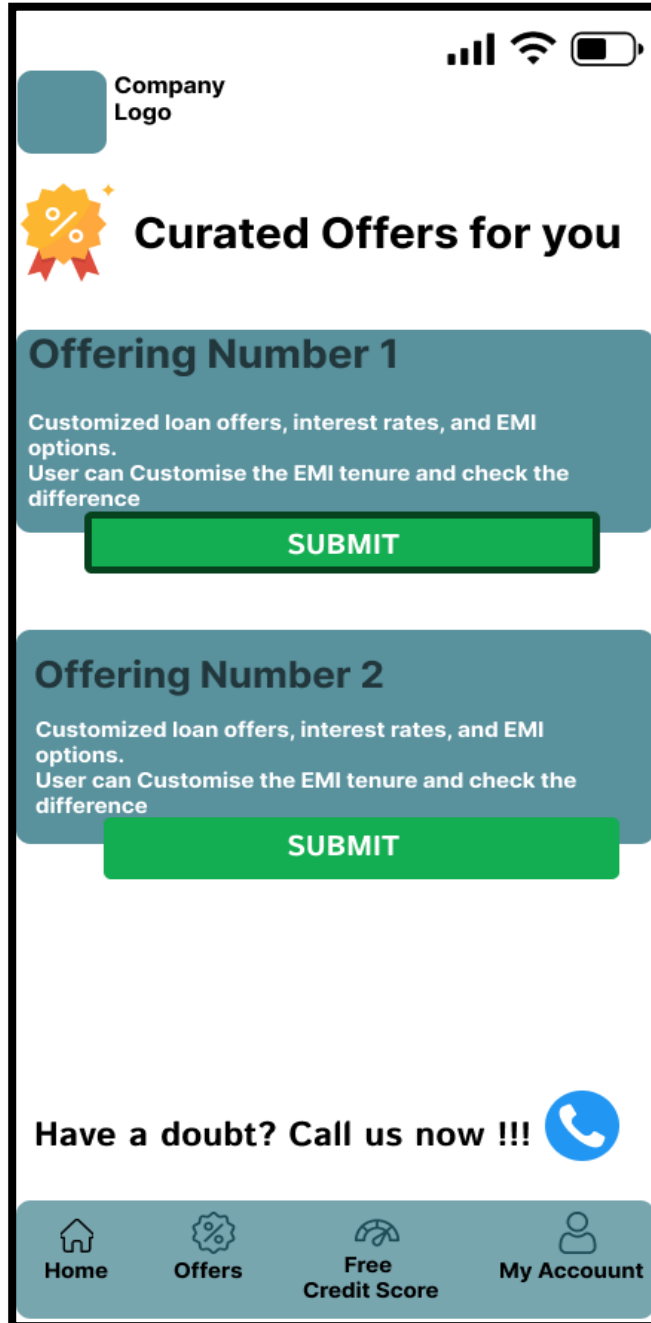 Company
Logo
Curated Offers for you
Offering Number 1
Customized loan offers, interest rates, and EMI
options.
User can Customise the EMI tenure and check the
difference
SUBMIT
Offering Number 2
Customized loan offers, interest rates, and EMI
options.
User can Customise the EMI tenure and check the
difference
SUBMIT
Have a doubt? Call us now !!!
Home
Offers
Free
Credit Score
My Accouunt